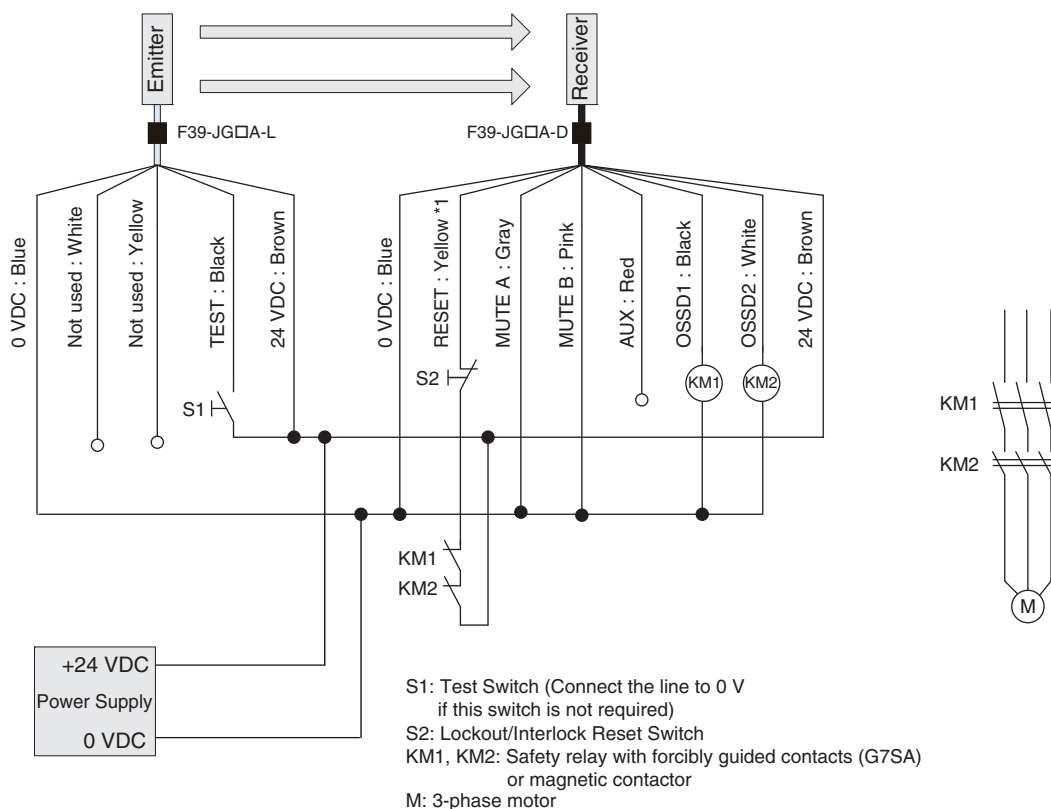 Emitter
Receiver
F39-JG□A-L
F39-JG□A-D
0 VDC : Blue
Not used : White
Not used : Yellow
TEST : Black
24 VDC : Brown
0 VDC : Blue
RESET : Yellow *1
MUTE A : Gray
MUTE B : Pink
AUX : Red
OSSD1 : Black
OSSD2 : White
24 VDC : Brown
S1
S2
KM1
KM2
KM1
KM2
KM1
KM2
M
+24 VDC
Power Supply
0 VDC
S1: Test Switch (Connect the line to 0 V
if this switch is not required)
S2: Lockout/Interlock Reset Switch
KM1, KM2: Safety relay with forcibly guided contacts (G7SA)
or magnetic contactor
M: 3-phase motor